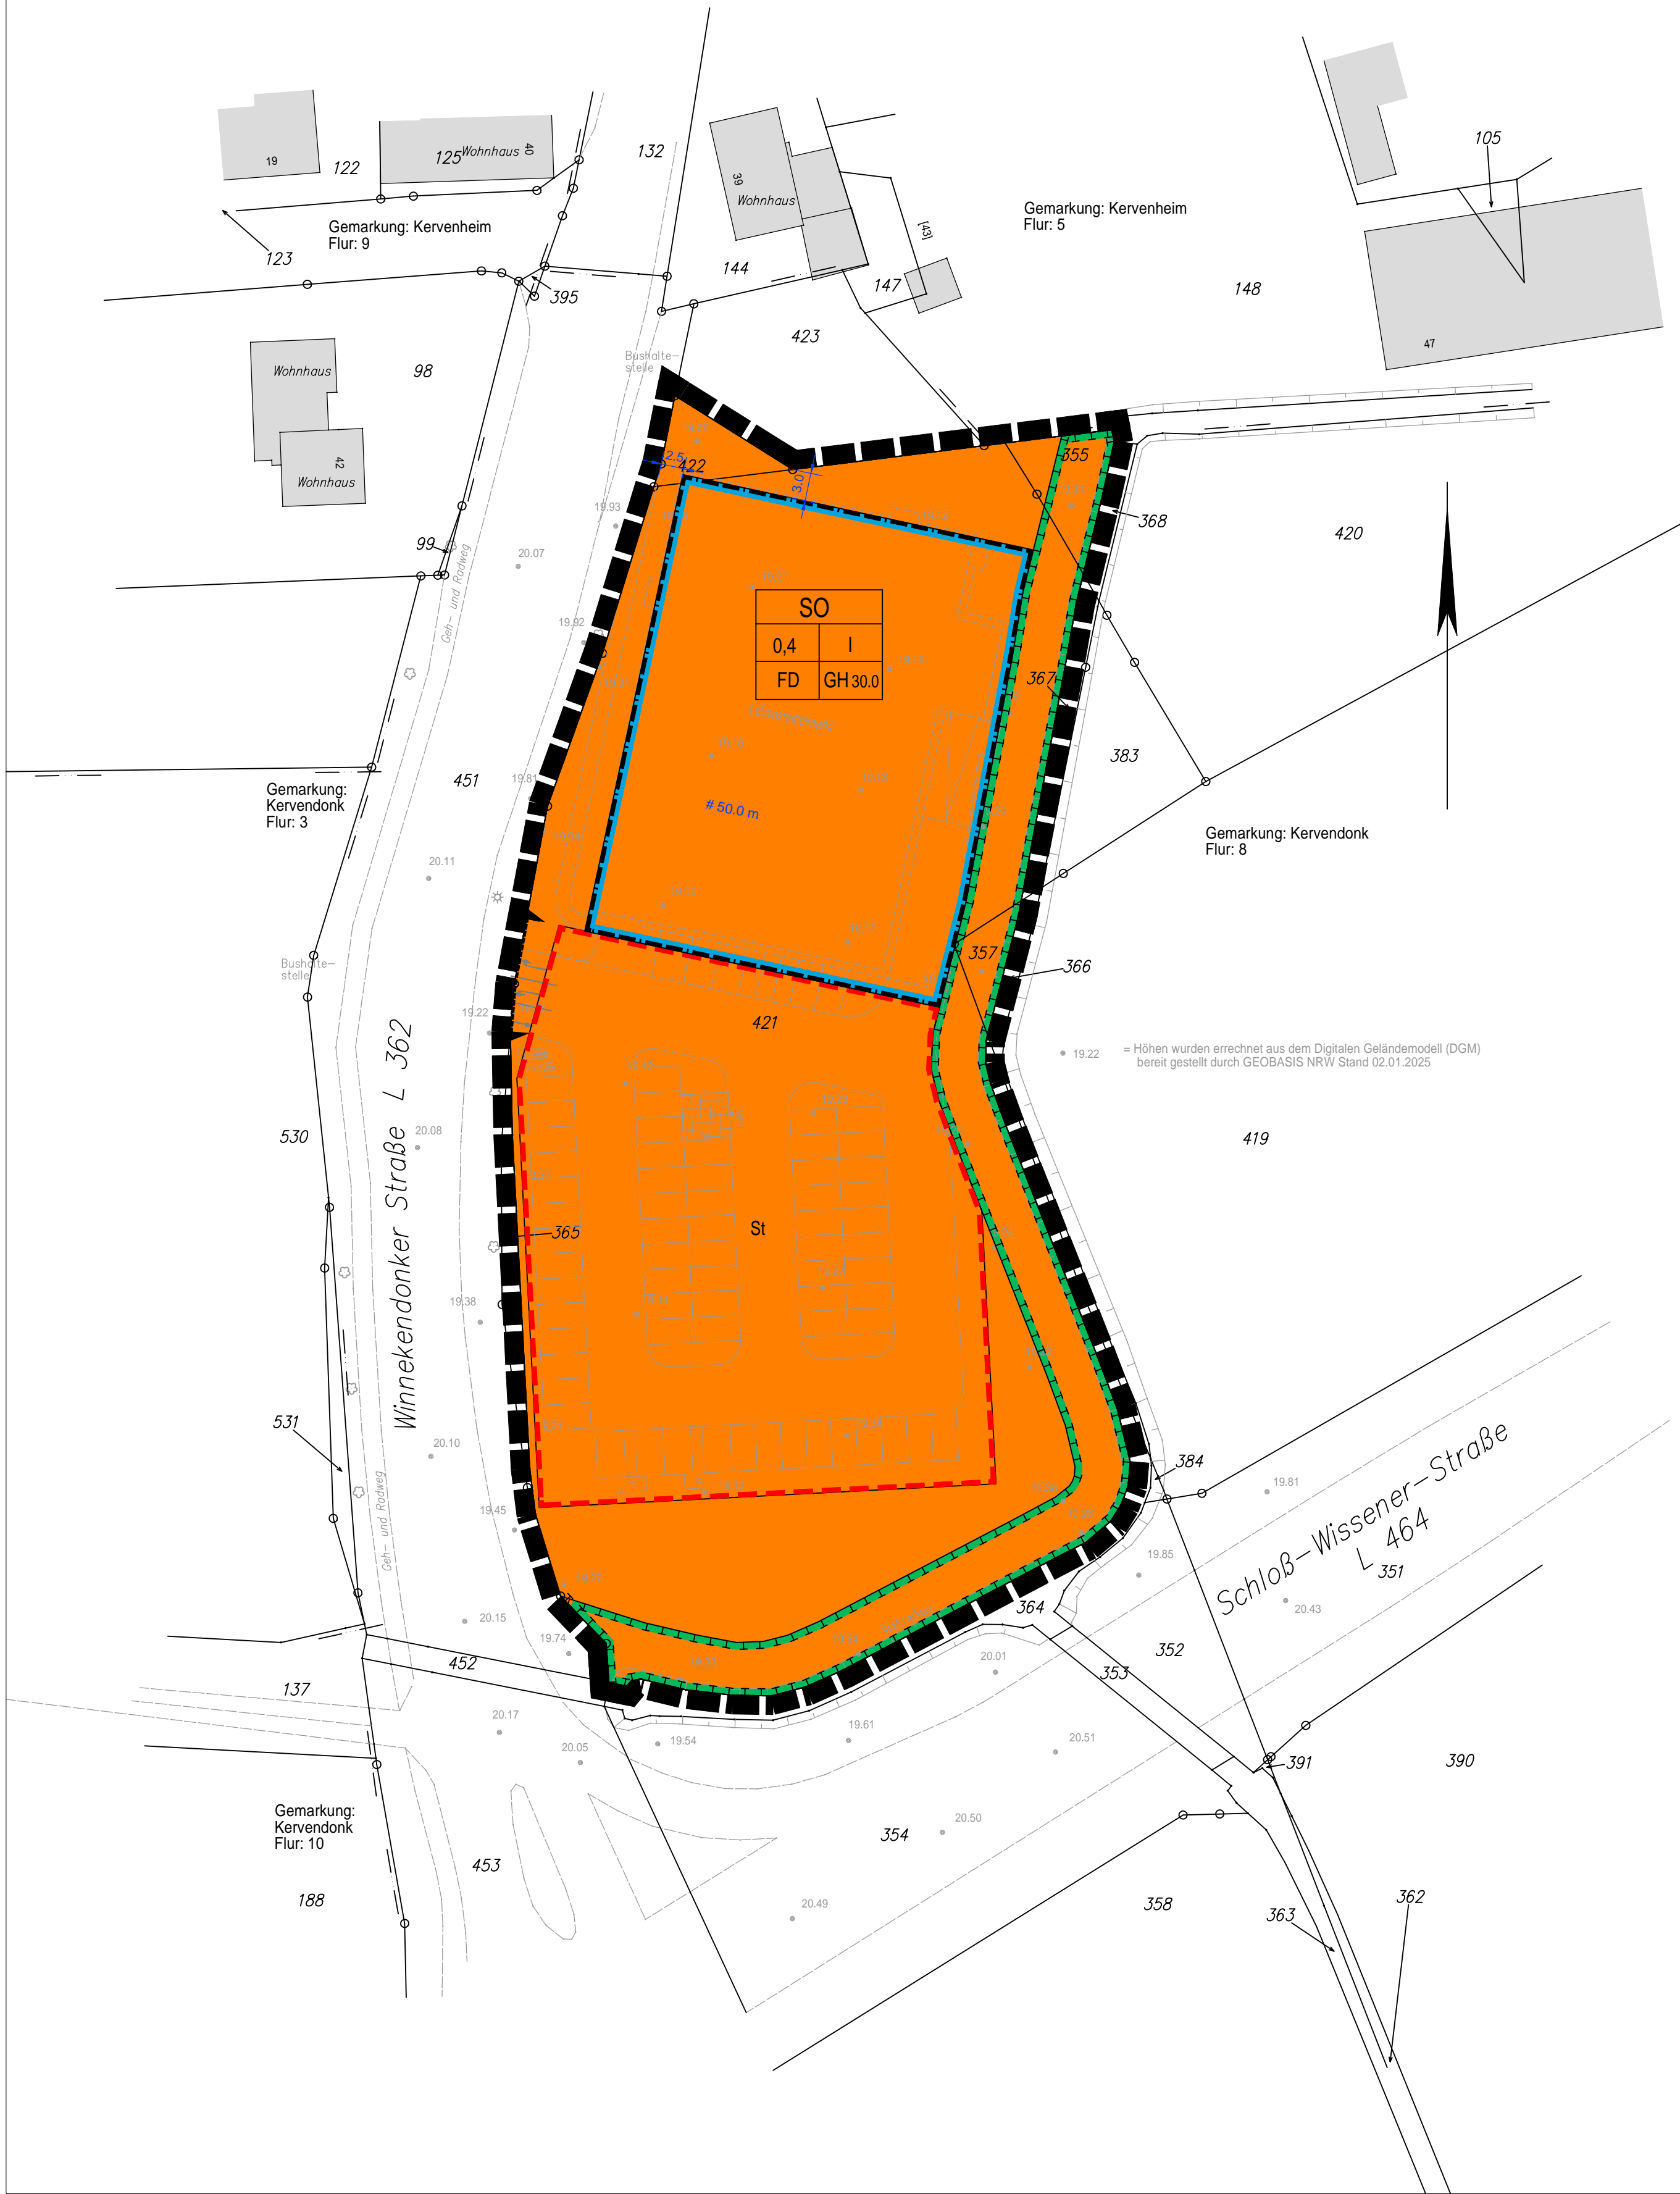 105
19
122
125
Wohnhaus
40
132
39
Wohnhaus
Gemarkung: Kervenheim
Flur: 5
[43]
Gemarkung: Kervenheim
Flur: 9
123
144
147
148
395
423
47
Bushalte-
stelle
Wohnhaus
98
42
Wohnhaus
355
2.5
422
3.0
368
420
19.93
99
20.07
Geh- und Radweg
SO
0,4
I
FD
GH 30.0
19.92
367
383
451
19.81
Gemarkung:
Kervendonk
Flur: 3
# 50.0 m
Gemarkung: Kervendonk
Flur: 8
20.11
357
366
Bushalte-
stelle
19.22
421
19.22
= Höhen wurden errechnet aus dem Digitalen Geländemodell (DGM)
bereit gestellt durch GEOBASIS NRW Stand 02.01.2025
530
20.08
419
Winnekendonker Straße L 362
365
St
19.38
531
20.10
384
19.81
Geh- und Radweg
19.45
Schloß-Wissener-Straße
L 464
351
19.85
20.43
364
20.15
19.74
452
352
353
20.01
137
20.17
20.05
19.54
19.61
20.51
391
390
Gemarkung:
Kervendonk
Flur: 10
453
354
20.50
188
20.49
358
363
362